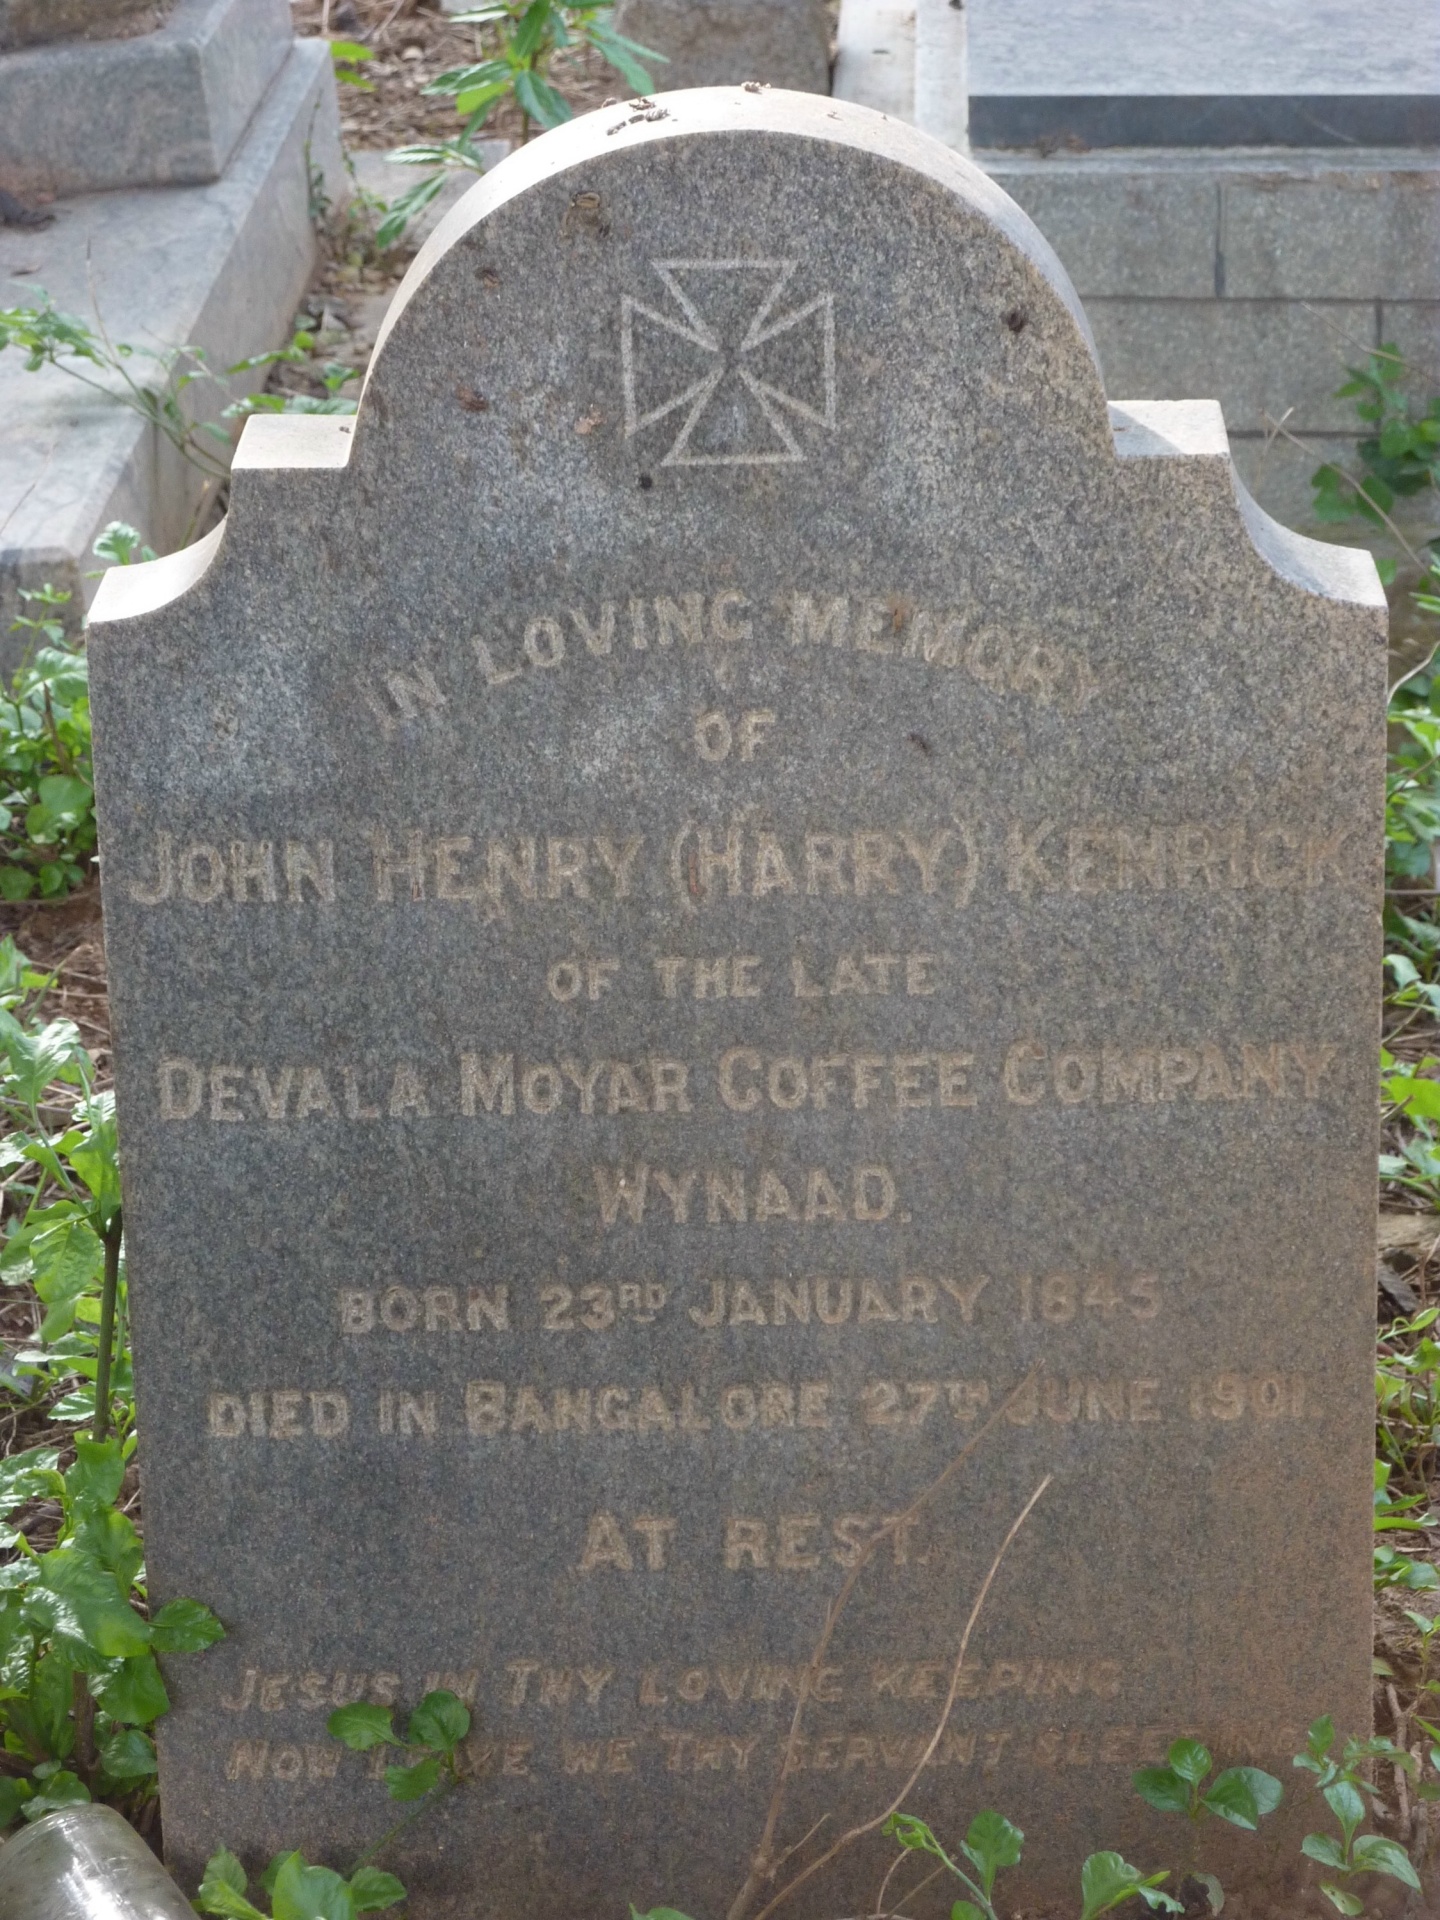 IN LOVING MEMORY
OF
JOHN HENRY (HARRY) KENRICK
OF THE LATE
DEVALA MOYAR COFFEE COMPANY
WYNAAD.
BORN 23RD JANUARY 1845
DIED IN BANGALORE 27TH JUNE 1901.
AT REST.
JESUS IN THY LOVING KEEPING
NOW LEAVE WE THY SERVANT SLEEPING